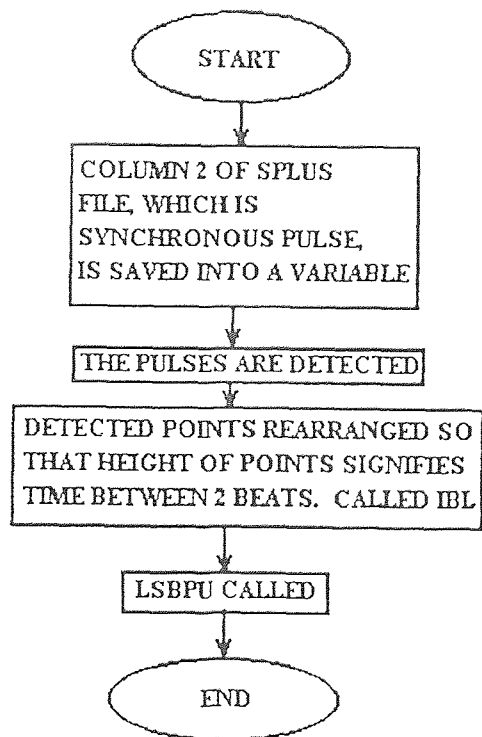 START
COLUMN 2 OF SPLUS
FILE, WHICH IS
SYNCHRONOUS PULSE,
IS SAVED INTO A VARIABLE
THE PULSES ARE DETECTED
DETECTED POINTS REARRANGED SO
THAT HEIGHT OF POINTS SIGNIFIES
TIME BETWEEN 2 BEATS. CALLED IBI.
LSBPU CALLED
END